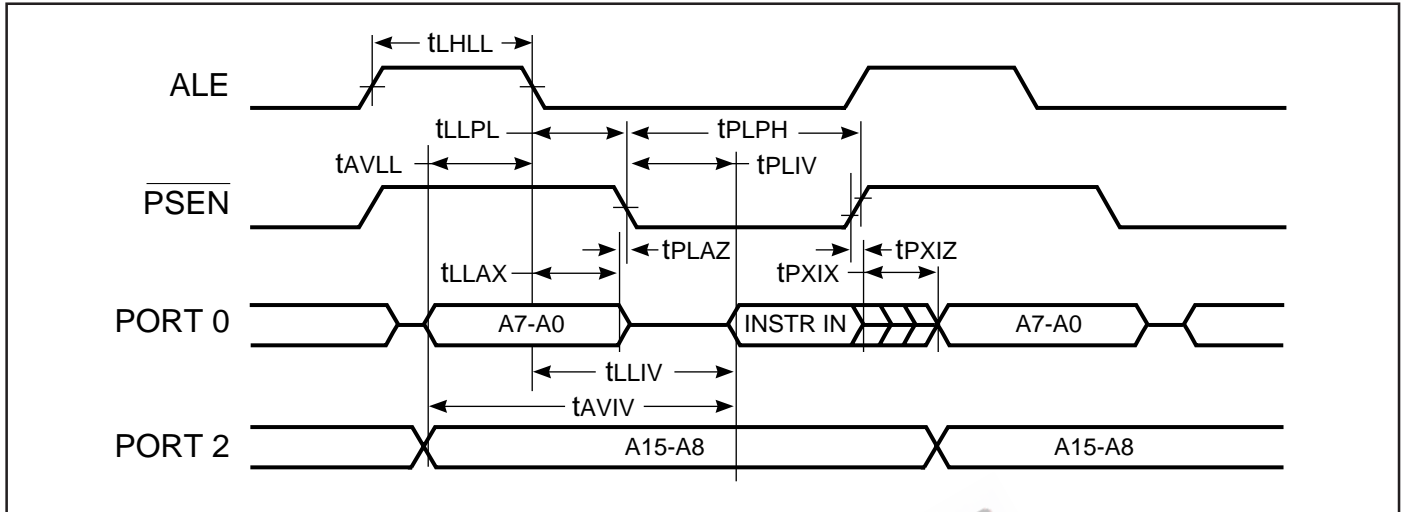 tLHLL
ALE
tLLPL
tPLPH
tAVLL
tPLIV
PSEN
tPLAZ
tPXIZ
tLLAX
tPXIX
PORT 0
A7-A0
INSTR IN
A7-A0
tLLIV
tAVIV
PORT 2
A15-A8
A15-A8